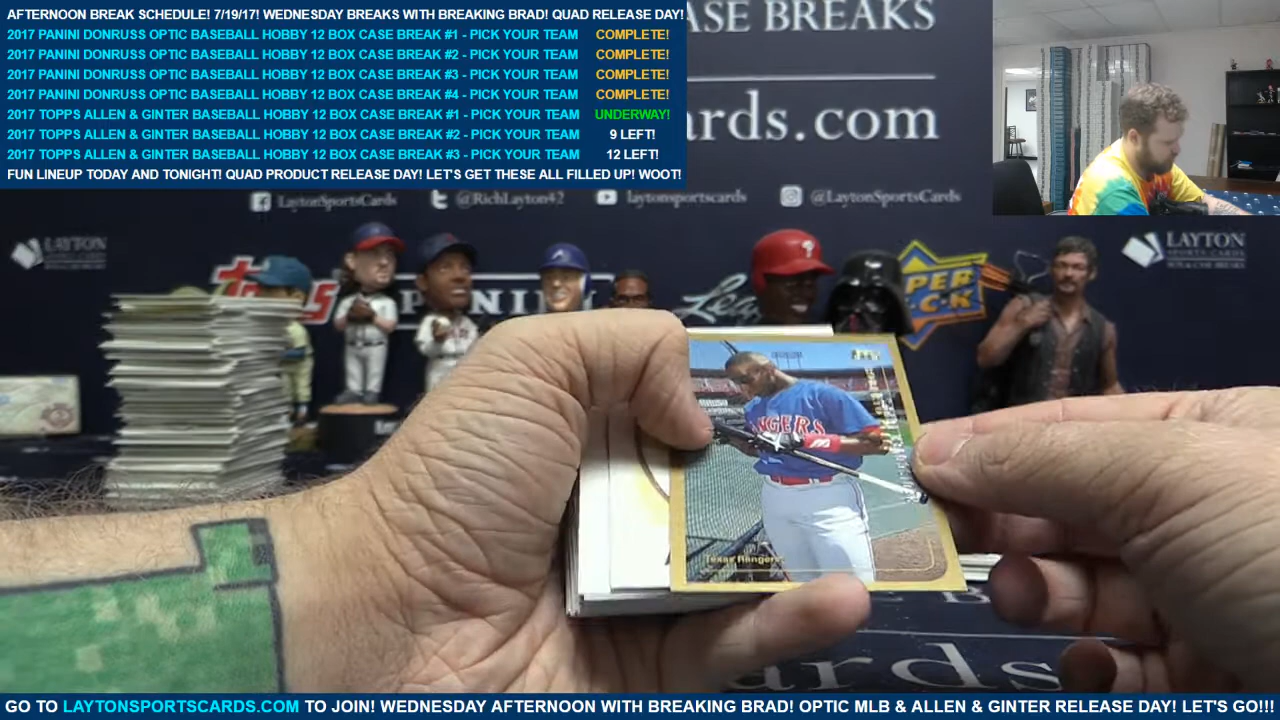 AFTERNOON BREAK SCHEDULE! 7/19/17! WEDNESDAY BREAKS WITH BREAKING BRAD! QUAD RELEASE DAY!
2017 PANINI DONRUSS OPTIC BASEBALL HOBBY 12 BOX CASE BREAK #1 - PICK YOUR TEAM COMPLETE!
2017 PANINI DONRUSS OPTIC BASEBALL HOBBY 12 BOX CASE BREAK #2 - PICK YOUR TEAM COMPLETE!
2017 PANINI DONRUSS OPTIC BASEBALL HOBBY 12 BOX CASE BREAK #3 - PICK YOUR TEAM COMPLETE!
2017 PANINI DONRUSS OPTIC BASEBALL HOBBY 12 BOX CASE BREAK #4 - PICK YOUR TEAM COMPLETE!
2017 TOPPS ALLEN & GINTER BASEBALL HOBBY 12 BOX CASE BREAK #1 - PICK YOUR TEAM UNDERWAY!
2017 TOPPS ALLEN & GINTER BASEBALL HOBBY 12 BOX CASE BREAK #2 - PICK YOUR TEAM 9 LEFT!
2017 TOPPS ALLEN & GINTER BASEBALL HOBBY 12 BOX CASE BREAK #3 - PICK YOUR TEAM 12 LEFT!
FUN LINEUP TODAY AND TONIGHT! QUAD PRODUCT RELEASE DAY! LET'S GET THESE ALL FILLED UP! WOOT!
ASE BREAKS
rds.com
LaytonSportsCards @RichLayton42 laytonsportscards @LaytonSportsCards
LAYTON
LAYTON
Topps PANINI Leaf PER CK
NGERS
Texas Rangers
ards
GO TO LAYTONSPORTSCARDS.COM TO JOIN! WEDNESDAY AFTERNOON WITH BREAKING BRAD! OPTIC MLB & ALLEN & GINTER RELEASE DAY! LET'S GO!!!